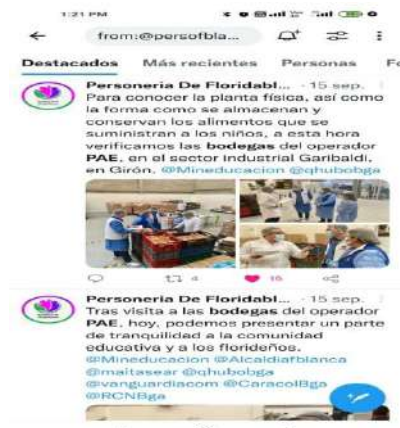 1:21 PM
from:@persofbla...
Destacados Más recientes Personas
Personeria De Floridabl... · 15 sep.
Para conocer la planta física, así como
la forma como se almacenan y
conservan los alimentos que se
suministran a los niños, a esta hora
verificamos las bodegas del operador
PAE, en el sector industrial Garibaldi,
en Girón. @Mineducacion @qhubobga
4 15
Personeria De Floridabl... · 15 sep.
Tras visita a las bodegas del operador
PAE, hoy, podemos presentar un parte
de tranquilidad a la comunidad
educativa y a los florideños.
@Mineducacion @Alcaldiafblanca
@maitasear @qhubobga
@vanguardiacom @CaracolBga
@RCNBga